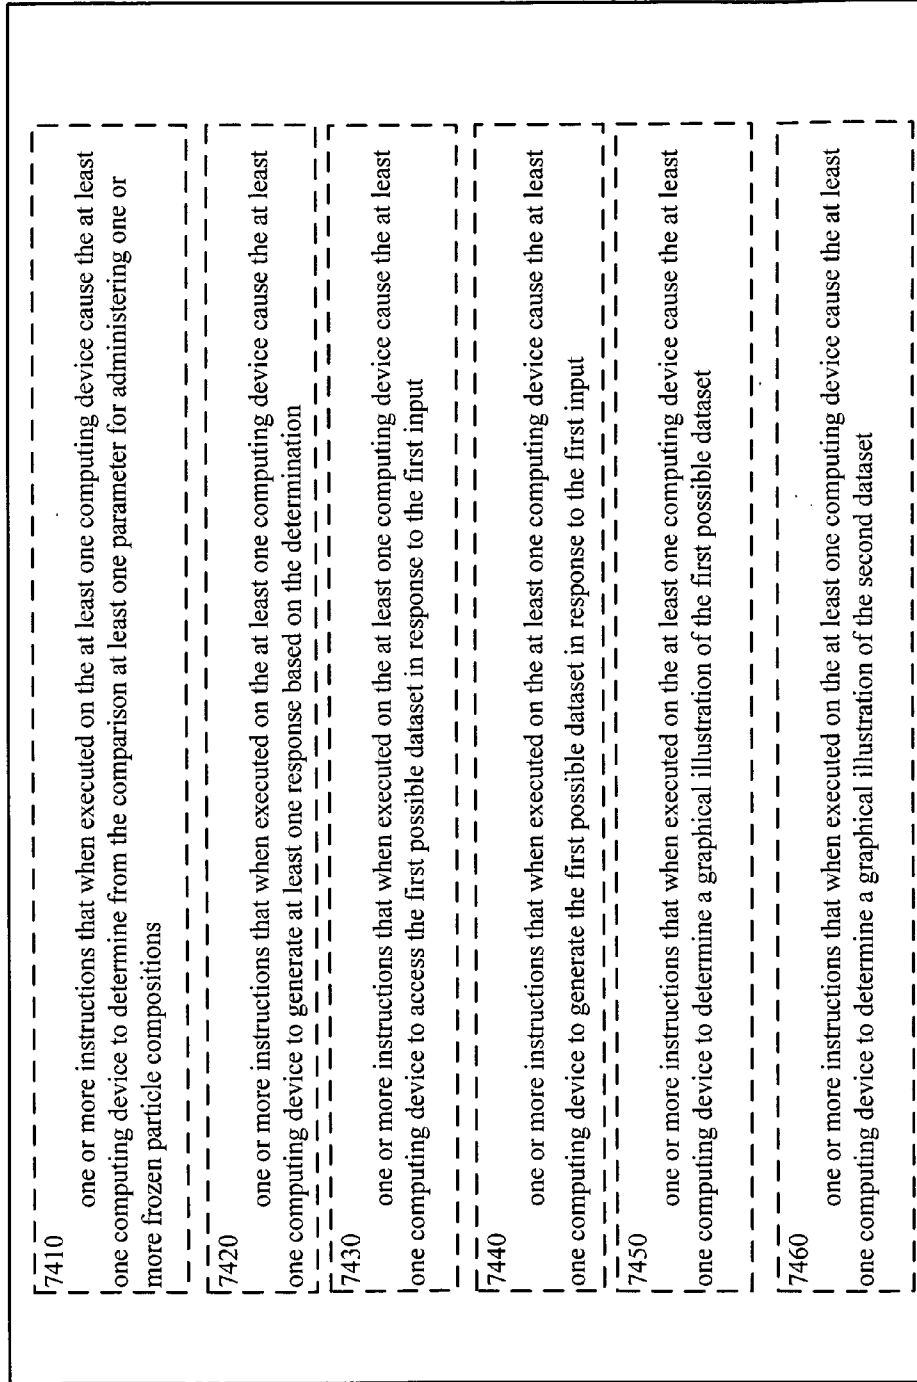 7410
one or more instructions that when executed on the at least one computing device cause the at least
one computing device to determine from the comparison at least one parameter for administering one or
more frozen particle compositions
7420
one or more instructions that when executed on the at least one computing device cause the at least
one computing device to generate at least one response based on the determination
7430
one or more instructions that when executed on the at least one computing device cause the at least
one computing device to access the first possible dataset in response to the first input
7440
one or more instructions that when executed on the at least one computing device cause the at least
one computing device to generate the first possible dataset in response to the first input
7450
one or more instructions that when executed on the at least one computing device cause the at least
one computing device to determine a graphical illustration of the first possible dataset
7460
one or more instructions that when executed on the at least one computing device cause the at least
one computing device to determine a graphical illustration of the second dataset